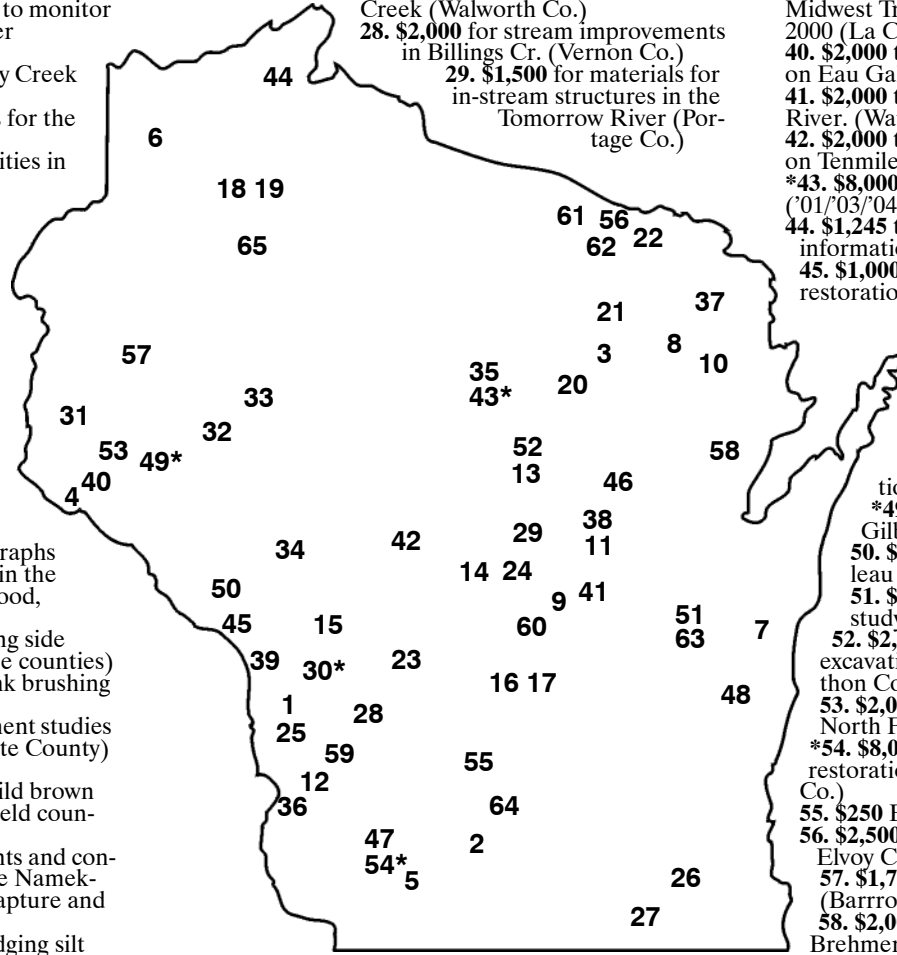 to monitor
er
y Creek
s for the
ities in
Creek (Walworth Co.)
28. $2,000 for stream improvements
in Billings Cr. (Vernon Co.)
29. $1,500 for materials for
in-stream structures in the
Tomorrow River (Por-
tage Co.)
Midwest Tr
2000 (La C
40. $2,000 t
on Eau Ga
41. $2,000 t
River. (Wa
42. $2,000 t
on Tenmile
*43. $8,000
('01/'03/'04
44. $1,245 t
informatio
45. $1,000
restoratio
44
6
18 19
65
61 56
62 22
21
37
3
8
10
57
35
43*
20
33
31
32
53
49*
40
4
52
13
58
46
38
29
11
34
42
14 24
50
9 41
45
15
60
51
63
7
39
30*
23
16 17
48
1
25
28
59
55
12
36
64
47
54*
5
2
26
27
raphs
in the
ood,
ng side
e counties)
nk brushing
ment studies
te County)
ild brown
eld coun-
nts and con-
e Namek-
apture and
dging silt
tio
*49
Gilb
50. $
leau
51. $
study
52. $2,
excavati
thon Co
53. $2,0
North F
*54. $8,0
restoratio
Co.)
55. $250 B
56. $2,500
Elvoy C
57. $1,7
(Barrro
58. $2,0
Brehmer